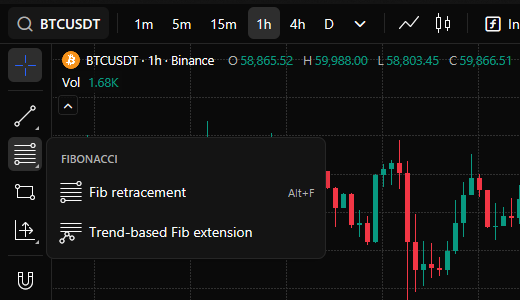 BTCUSDT 1m 5m 15m 1h 4h D In
BTCUSDT · 1h · Binance O 58,865.52 H 59,988.00 L 58,803.45 C 59,866.51
Vol 1.68K
FIBONACCI
Fib retracement Alt+F
Trend-based Fib extension